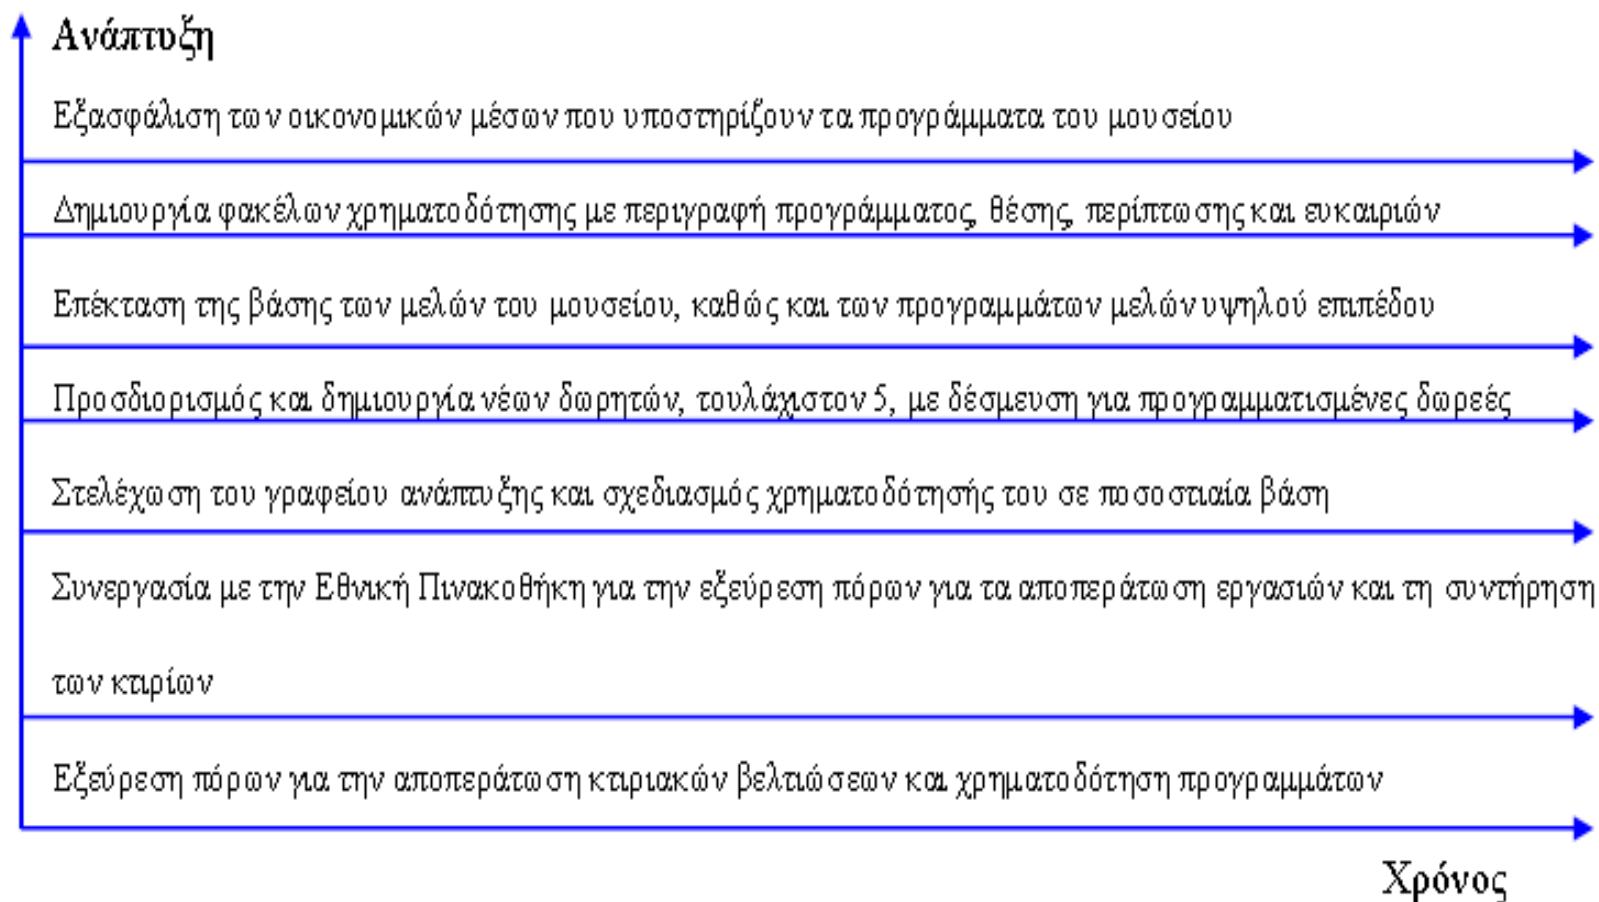 Ανάπτυξη
Εξασφάλιση των οικονομικών μέσων που υποστηρίζουν τα προγράμματα του μουσείου
Δημιουργία φακέλων χρηματοδότησης με περιγραφή προγράμματος, θέσης, περίπτωσης και ευκαιριών
Επέκταση της βάσης των μελών του μουσείου, καθώς και των προγραμμάτων μελών υψηλού επιπέδου
Προσδιορισμός και δημιουργία νέων δωρητών, τουλάχιστον 5, με δέσμευση για προγραμματισμένες δωρεές
Στελέχωση του γραφείου ανάπτυξης και σχεδιασμός χρηματοδότησής του σε ποσοστιαία βάση
Συνεργασία με την Εθνική Πινακοθήκη για την εξεύρεση πόρων για τα αποπεράτωση εργασιών και τη συντήρηση
των κτιρίων
Εξεύρεση πόρων για την αποπεράτωση κτιριακών βελτιώσεων και χρηματοδότηση προγραμμάτων
Χρόνος